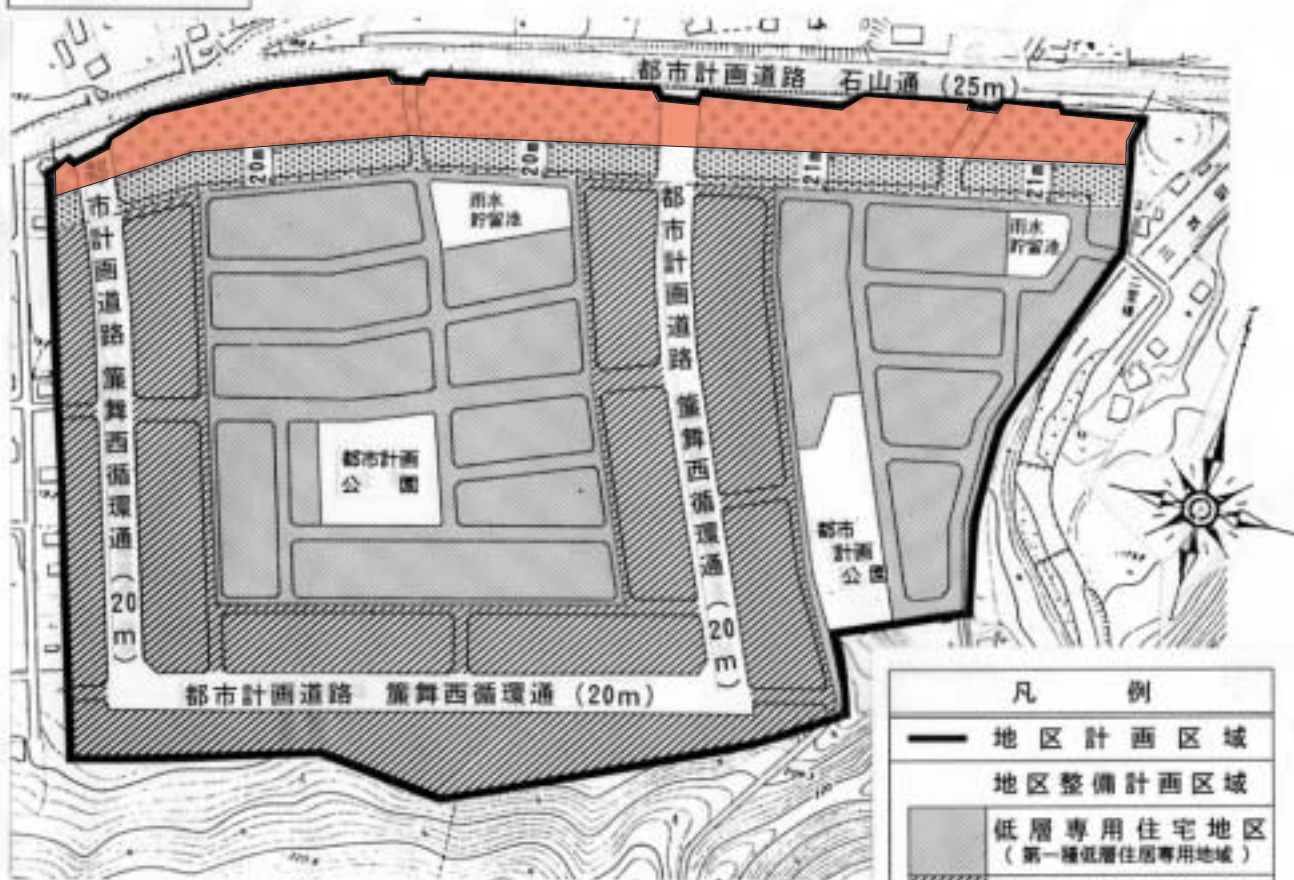 都市計画道路 石山通 (25m)
20m
20m
21m
21m
雨水
貯留池
雨水
貯留池
市計画道路 簾舞西循環通 (20m)
都市計画道路 簾舞西循環通 (20m)
都市計画
公園
都市
計画
公園
都市計画道路 簾舞西循環通 (20m)
凡例
地区計画区域
地区整備計画区域
低層専用住宅地区
(第一種低層住居専用地域)